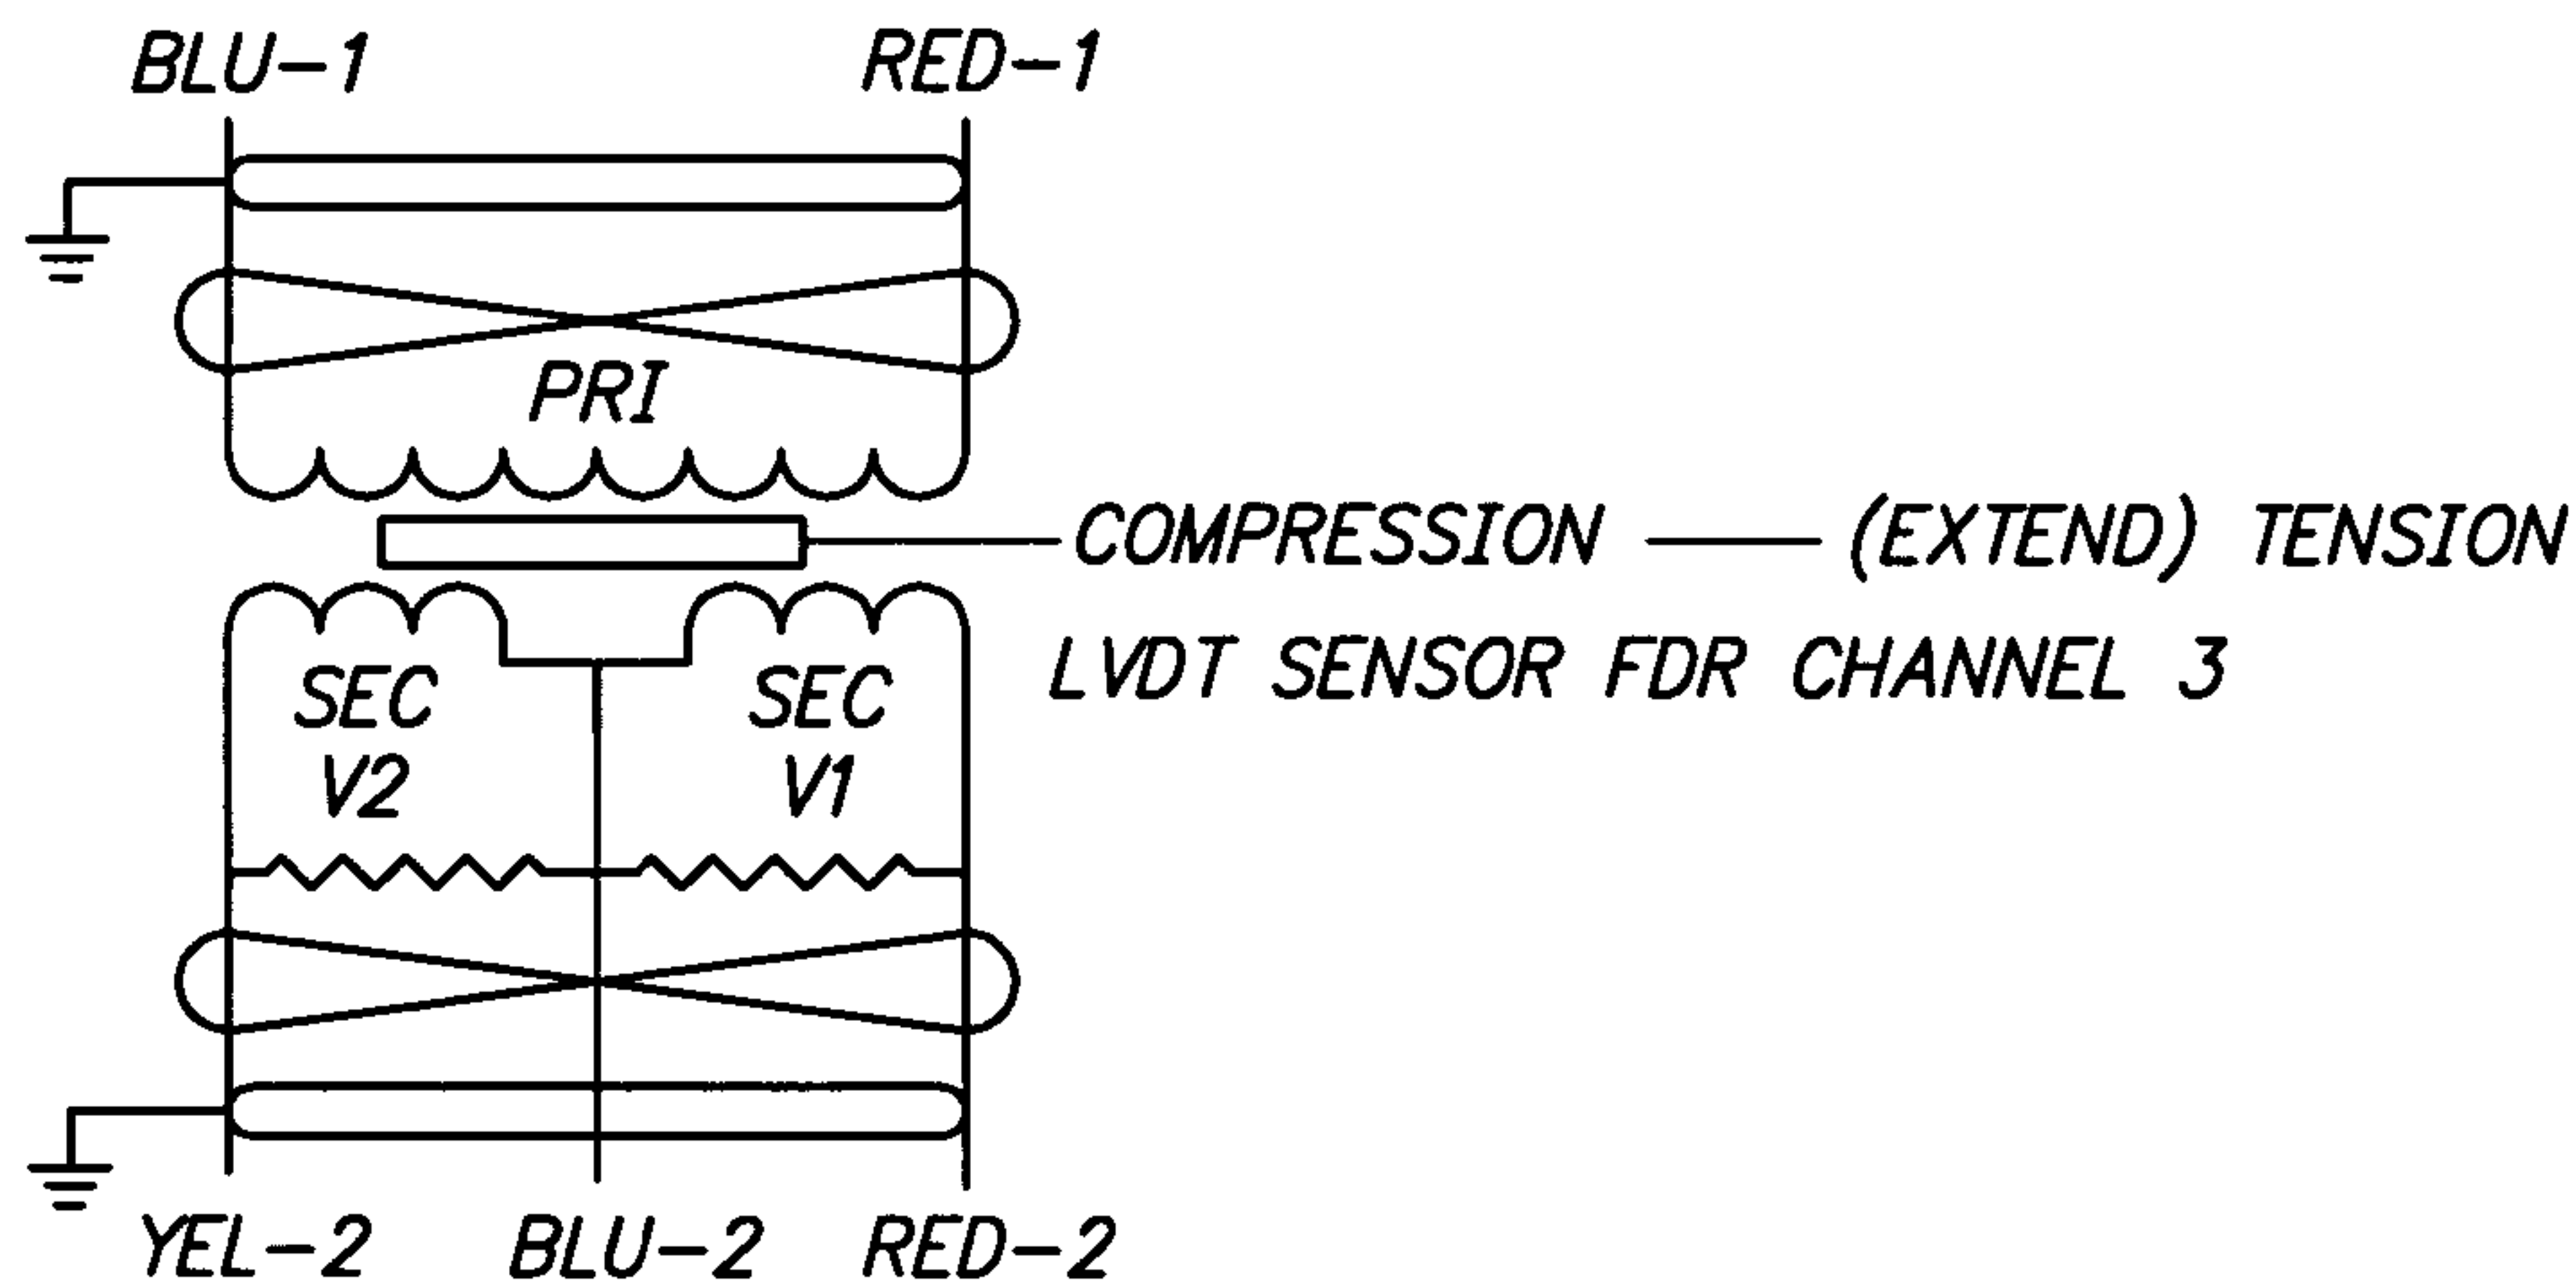 BLU-1 RED-1
PRI
COMPRESSION (EXTEND) TENSION
LVDT SENSOR FDR CHANNEL 3
SEC SEC
V2 V1
YEL-2 BLU-2 RED-2